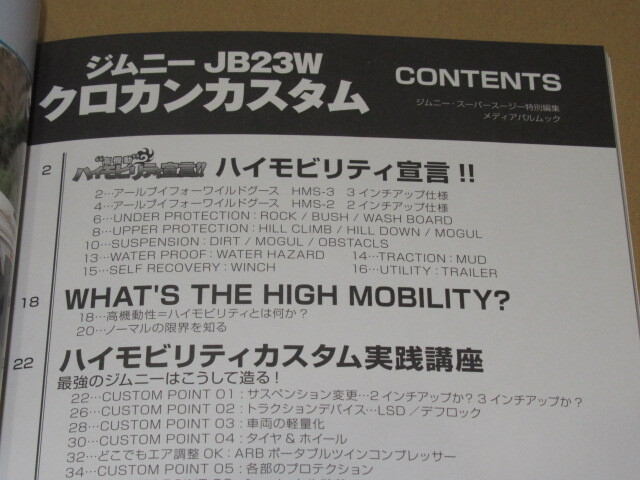 ジムニー JB23W
クロカンカスタム
CONTENTS
ジムニー・スーパースージー特別編集
メディアパルムック
2
ハイモビリティ宣言!!
ハイモビリティ宣言!!
2…アールブイフォーワイルドグース HMS-3 3インチアップ仕様
4…アールブイフォーワイルドグース HMS-2 2インチアップ仕様
6…UNDER PROTECTION : ROCK / BUSH / WASH BOARD
8…UPPER PROTECTION : HILL CLIMB / HILL DOWN / MOGUL
10…SUSPENSION : DIRT / MOGUL / OBSTACLS
13…WATER PROOF : WATER HAZARD 14…TRACTION : MUD
15…SELF RECOVERY : WINCH 16…UTILITY : TRAILER
18
WHAT'S THE HIGH MOBILITY?
18…高機動性=ハイモビリティとは何か?
20…ノーマルの限界を知る
22
ハイモビリティカスタム実践講座
最強のジムニーはこうして造る!
22…CUSTOM POINT 01 : サスペンション変更…2インチアップか? 3インチアップか?
26…CUSTOM POINT 02 : トラクションデバイス…LSD / デフロック
28…CUSTOM POINT 03 : 車両の軽量化
30…CUSTOM POINT 04 : タイヤ & ホイール
32…どこでもエア調整OK : ARB ポータブルツインコンプレッサー
34…CUSTOM POINT 05 : 各部のプロテクション